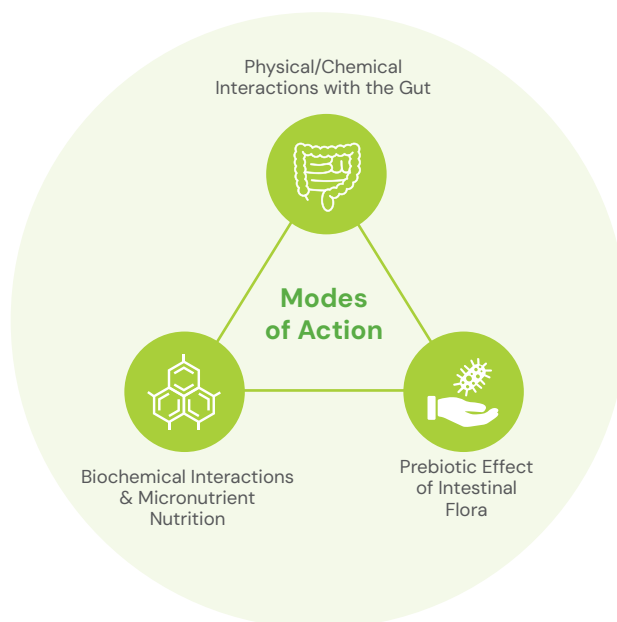 Physical/Chemical
Interactions with the Gut
Modes
of Action
Biochemical Interactions
& Micronutrient
Nutrition
Prebiotic Effect
of Intestinal
Flora